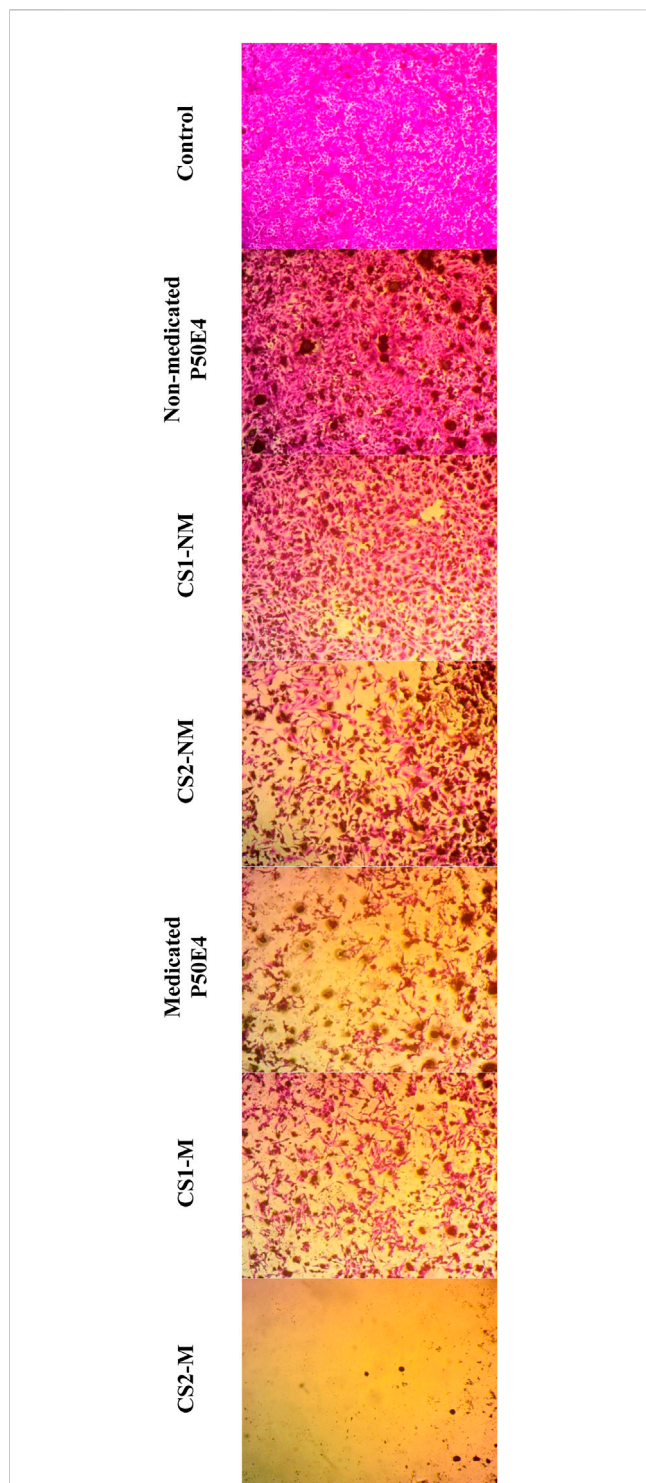 Control
Non-medicated
P50E4
CS1-NM
CS2-NM
Medicated
P50E4
CS1-M
CS2-M